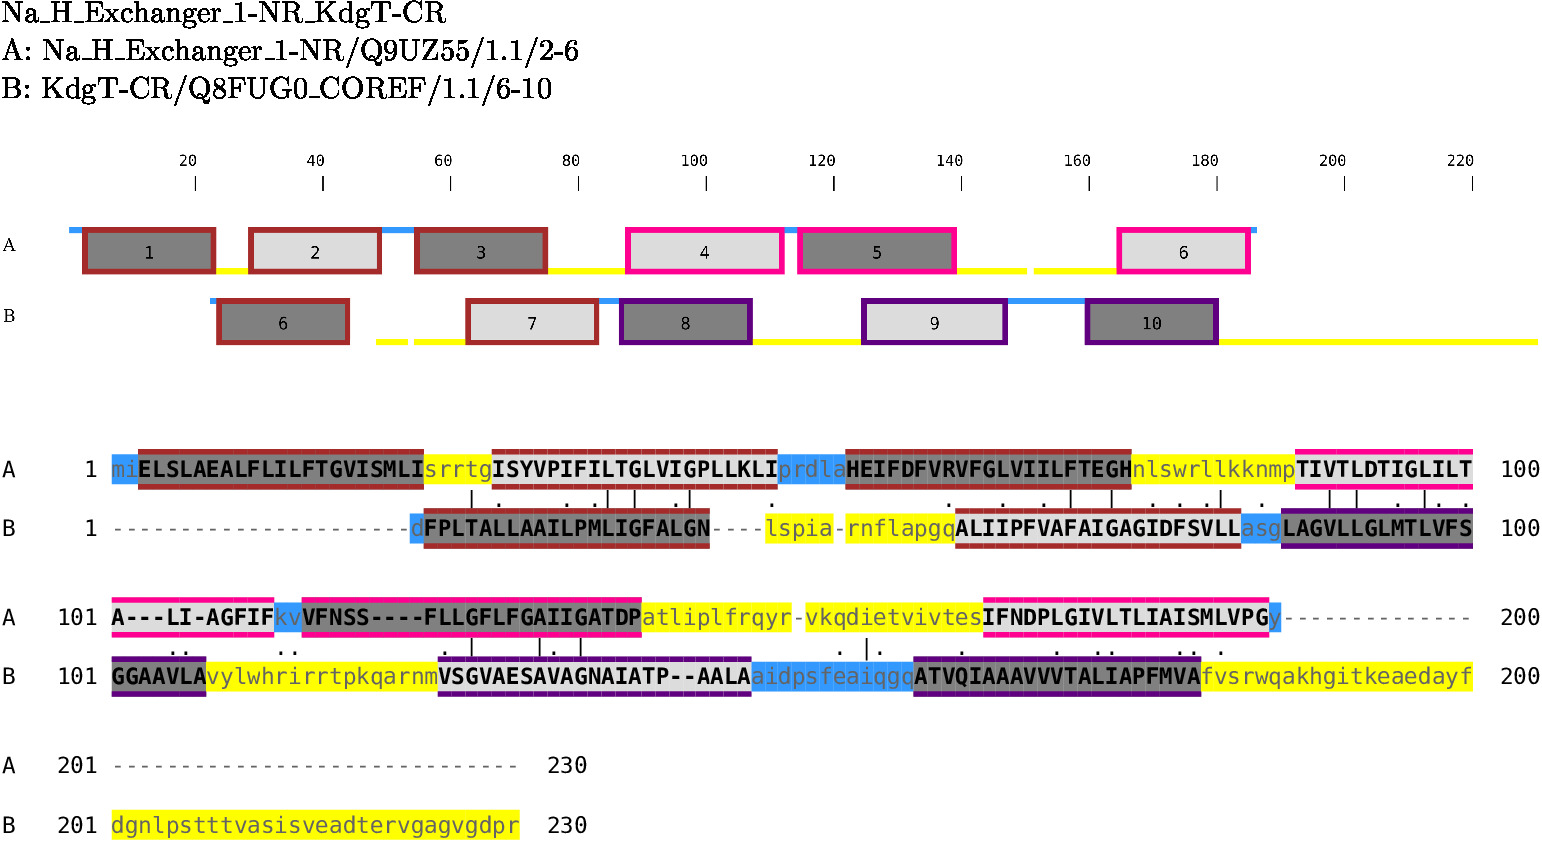 Na_H_Exchanger_1-NR_KdgT-CR
A: Na_H_Exchanger_1-NR/Q9UZ55/1.1/2-6
B: KdgT-CR/Q8FUG0_COREF/1.1/6-10
20 40 60 80 100 120 140 160 180 200 220
A 1 2 3 4 5 6
B 6 7 8 9 10
A 1 miELSLAEALFLILFTGVISMLIsrrtgISYVPIFILTGLVIGPLLKLIprdlaHEIFDFVRVFGLVIILFTEGHnlswrllkknmpTIVTLDTIGLILT 100
B 1 ----------------------dFPLTALLAAILPMLIGFALGN----lspia-rnflapgqALIIPFVAFAIGAGIDFSVLLasgLAGVLLGLMTLVFS 100
A 101 A---LI-AGFIFkvVFNSS----FLLGFLFGAIIGATDPatliplfrqyr-vkqdietvivtesIFNDPLGIVLTLIAISMLVPGy-------------- 200
B 101 GGAAVLAvylwhrirrtpkqarnmVSGVAESAVAGNAIATP--AALAaidpsfeaiqgqATVQIAAAVVVTALIAPFMVAfvsrwqakhgitkeaedayf 200
A 201 ------------------------------ 230
B 201 dgnlpstttvasisveadtervgagvgdpr 230